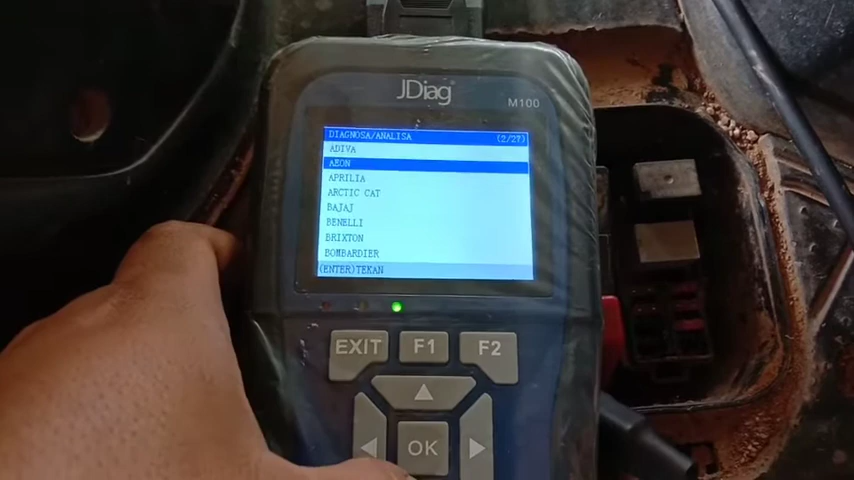 JDiag®
M100
DIAGNOSA/ANALISA (2/27)
ADIVA
AEON
APRILIA
ARCTIC CAT
BAJAJ
BENELLI
BRIXTON
BOMBARDIER
(ENTER)TEKAN
EXIT F1 F2
OK